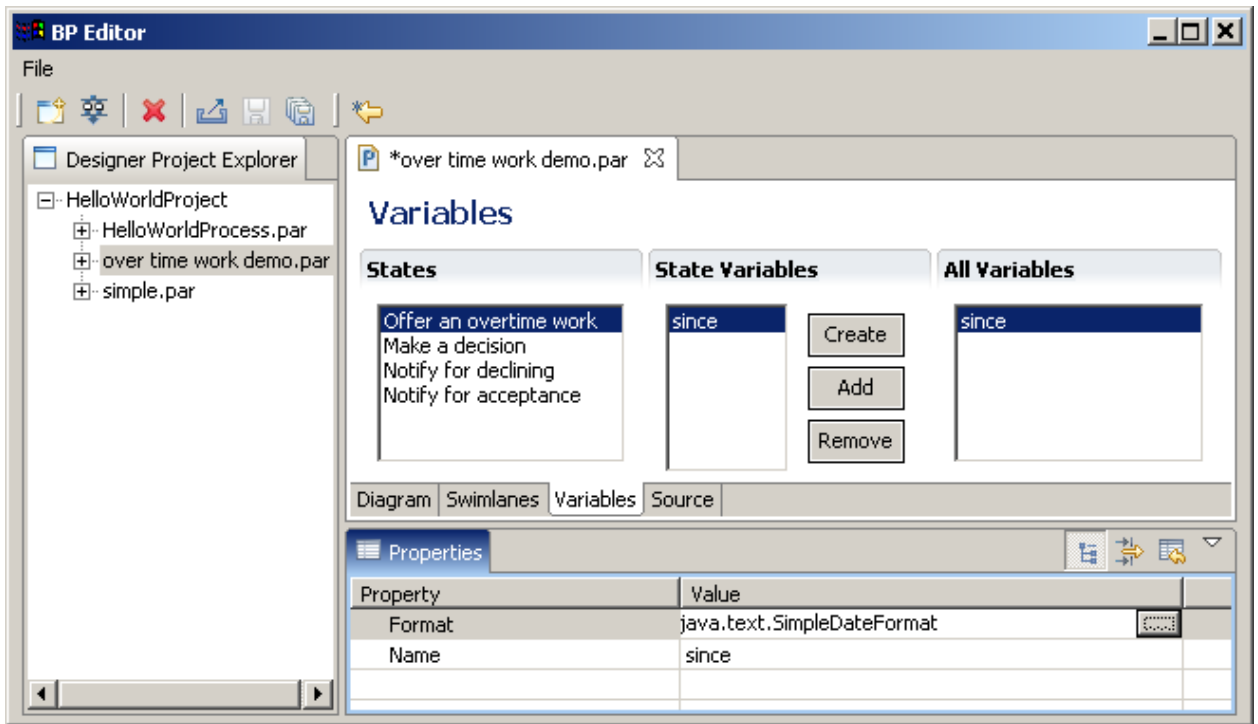 BP Editor
File
Designer Project Explorer
HelloWorldProject
HelloWorldProcess.par
over time work demo.par
simple.par
*over time work demo.par
Variables
States
State Variables
All Variables
Offer an overtime work
Make a decision
Notify for declining
Notify for acceptance
since
Create
Add
Remove
since
Diagram Swimlanes Variables Source
Properties
Property Value
Format java.text.SimpleDateFormat
Name since